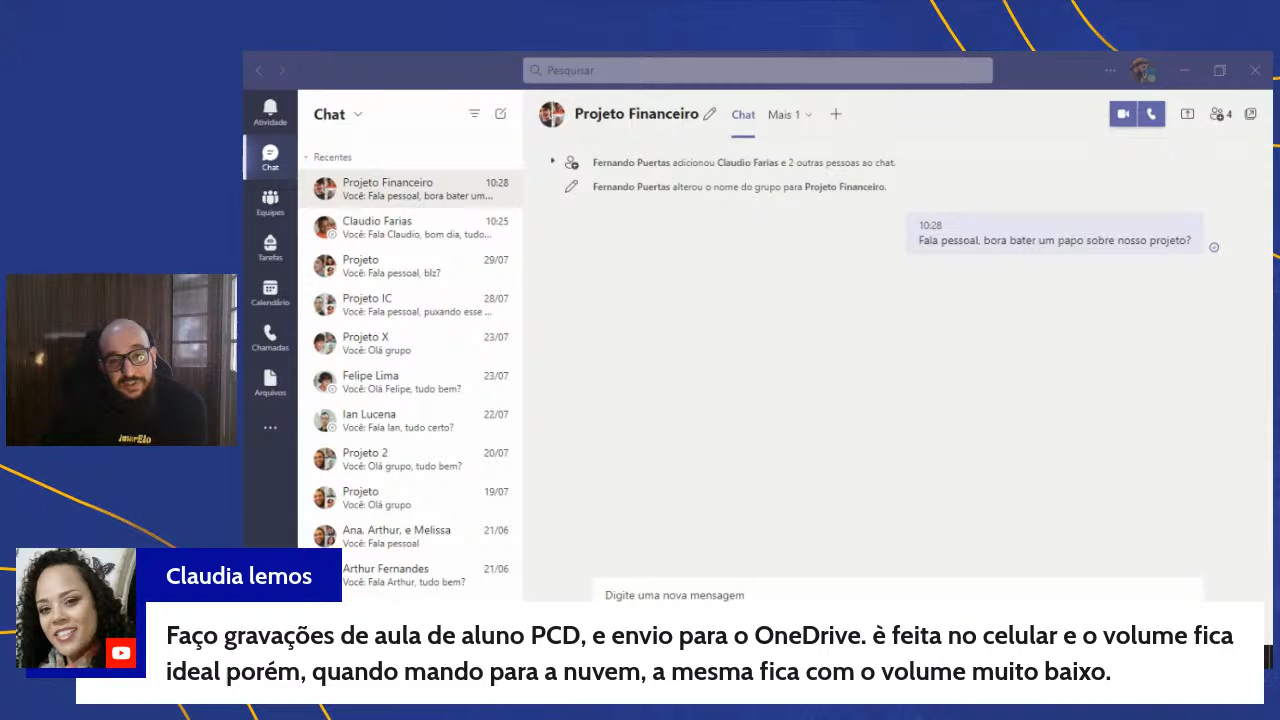 Pesquisar
Atividade
Chat
Equipes
Tarefas
Calendário
Chamadas
Arquivos
Chat
Recentes
Projeto Financeiro 10:28
Você: Fala pessoal, bora bater um...
Claudio Farias 10:25
Você: Fala Claudio, bom dia, tudo...
Projeto 29/07
Você: Fala pessoal, blz?
Projeto IC 28/07
Você: Fala pessoal, puxando esse ...
Projeto X 23/07
Você: Olá grupo
Felipe Lima 23/07
Você: Olá Felipe, tudo bem?
Ian Lucena 22/07
Você: Fala Ian, tudo certo?
Projeto 2 20/07
Você: Olá grupo, tudo bem?
Projeto 19/07
Você: Olá grupo
Ana, Arthur, e Melissa 21/06
Você: Fala pessoal
Arthur Fernandes 21/06
Você: Fala Arthur, tudo bem?
Projeto Financeiro Chat Mais 1 4
Fernando Puertas adicionou Claudio Farias e 2 outras pessoas ao chat.
Fernando Puertas alterou o nome do grupo para Projeto Financeiro.
10:28
Fala pessoal, bora bater um papo sobre nosso projeto?
Digite uma nova mensagem
Claudia lemos
Faço gravações de aula de aluno PCD, e envio para o OneDrive. è feita no celular e o volume fica
ideal porém, quando mando para a nuvem, a mesma fica com o volume muito baixo.